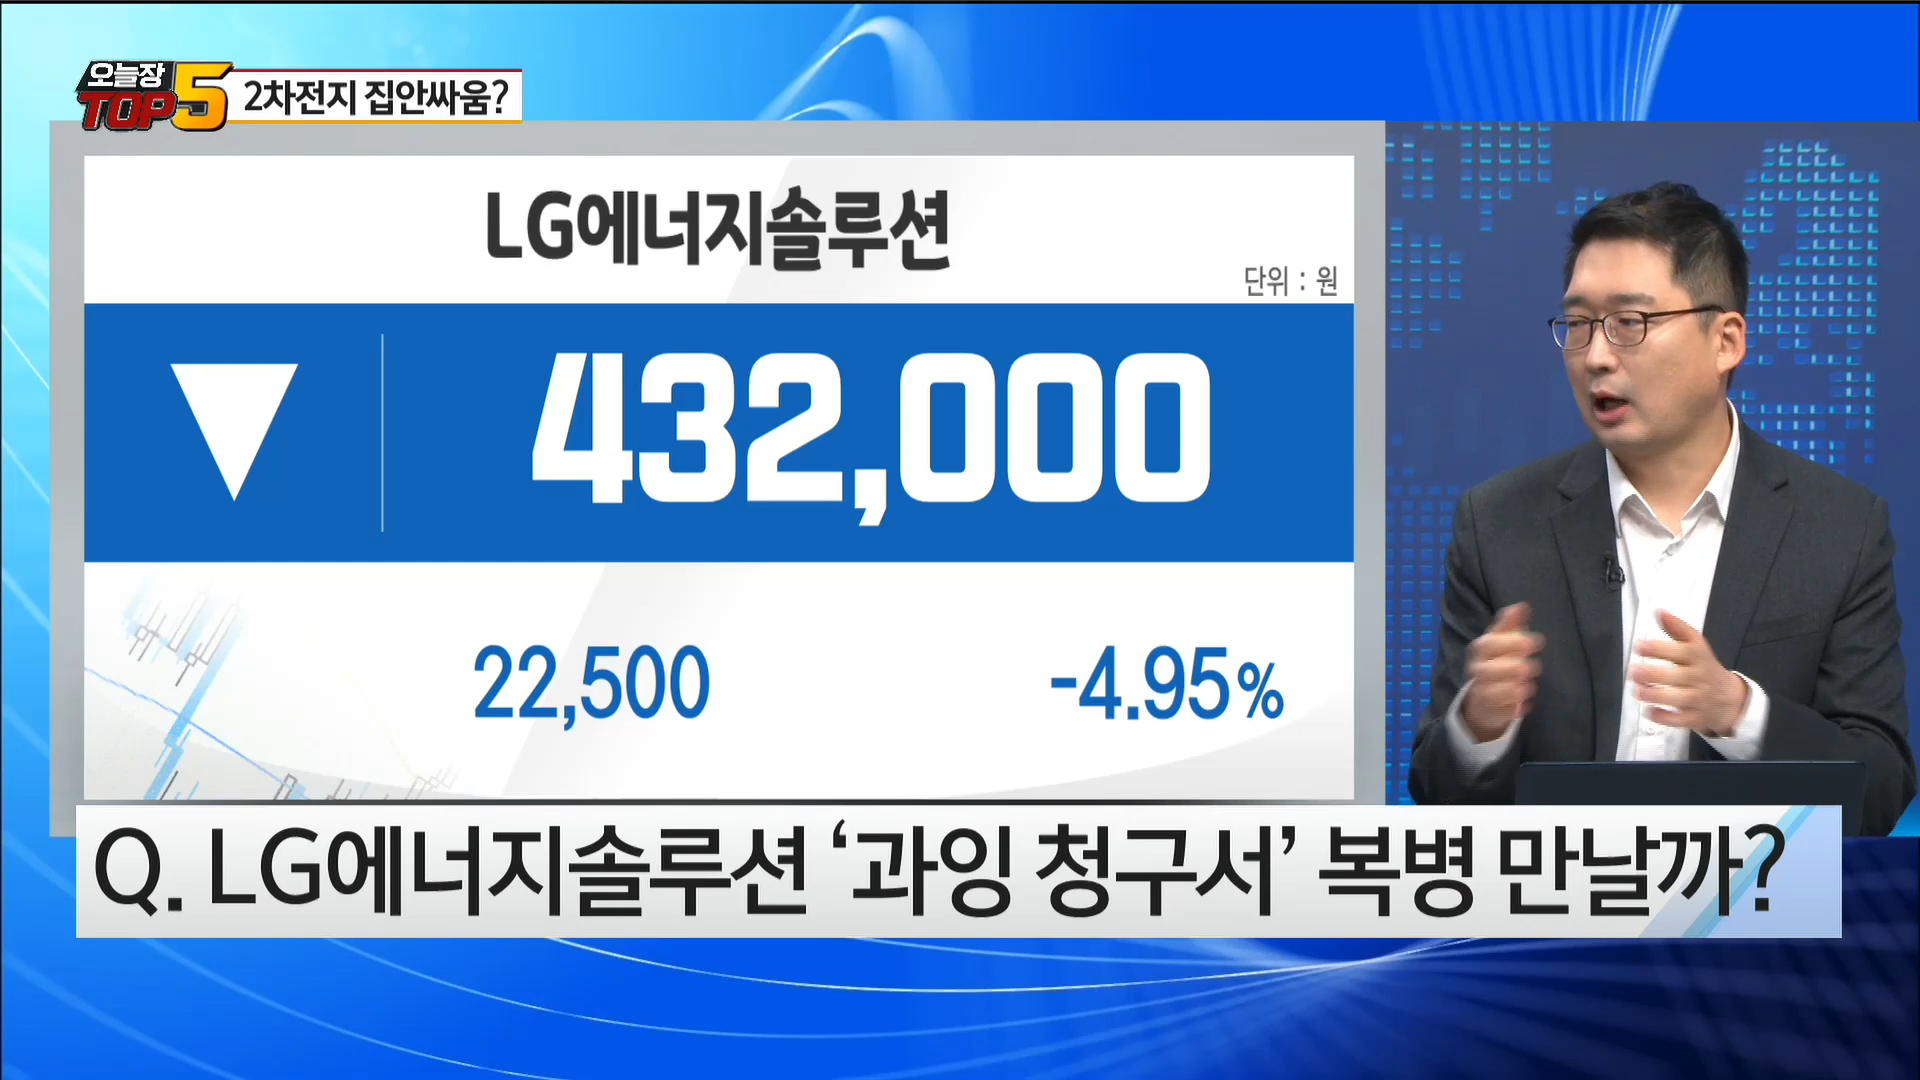 오늘장
TOP5
2차전지 집안싸움?
LG에너지솔루션
단위 : 원
▼ 432,000
22,500 -4.95%
Q. LG에너지솔루션 ‘과잉 청구서’ 복병 만날까?